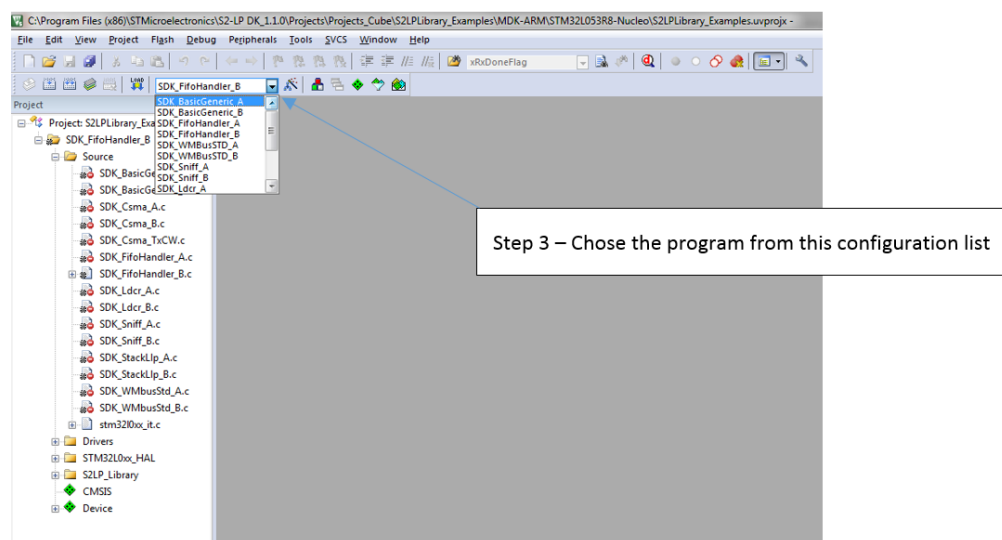 C:\Program Files (x86)\STMicroelectronics\S2-LP DK_1.1.0\Projects\Projects_Cube\S2LPLibrary_Examples\MDK-ARM\STM32L053R8-Nucleo\S2LPLibrary_Examples.uvprojx -
File Edit View Project Flash Debug Peripherals Tools SVCS Window Help
xRxDoneFlag
LOAD
SDK_FifoHandler_B
Project
SDK_BasicGeneric_A
SDK_BasicGeneric_B
SDK_FifoHandler_A
SDK_FifoHandler_B
SDK_WMBusSTD_A
SDK_WMBusSTD_B
SDK_Sniff_A
SDK_Sniff_B
SDK_Ldcr_A
Project: S2LPLibrary_Exa
SDK_FifoHandler_B
Source
SDK_BasicGe
SDK_BasicGe
SDK_Csma_A.c
SDK_Csma_B.c
SDK_Csma_TxCW.c
SDK_FifoHandler_A.c
SDK_FifoHandler_B.c
SDK_Ldcr_A.c
SDK_Ldcr_B.c
SDK_Sniff_A.c
SDK_Sniff_B.c
SDK_StackLlp_A.c
SDK_StackLlp_B.c
SDK_WMbusStd_A.c
SDK_WMbusStd_B.c
stm32l0xx_it.c
Drivers
STM32L0xx_HAL
S2LP_Library
CMSIS
Device
Step 3 – Chose the program from this configuration list